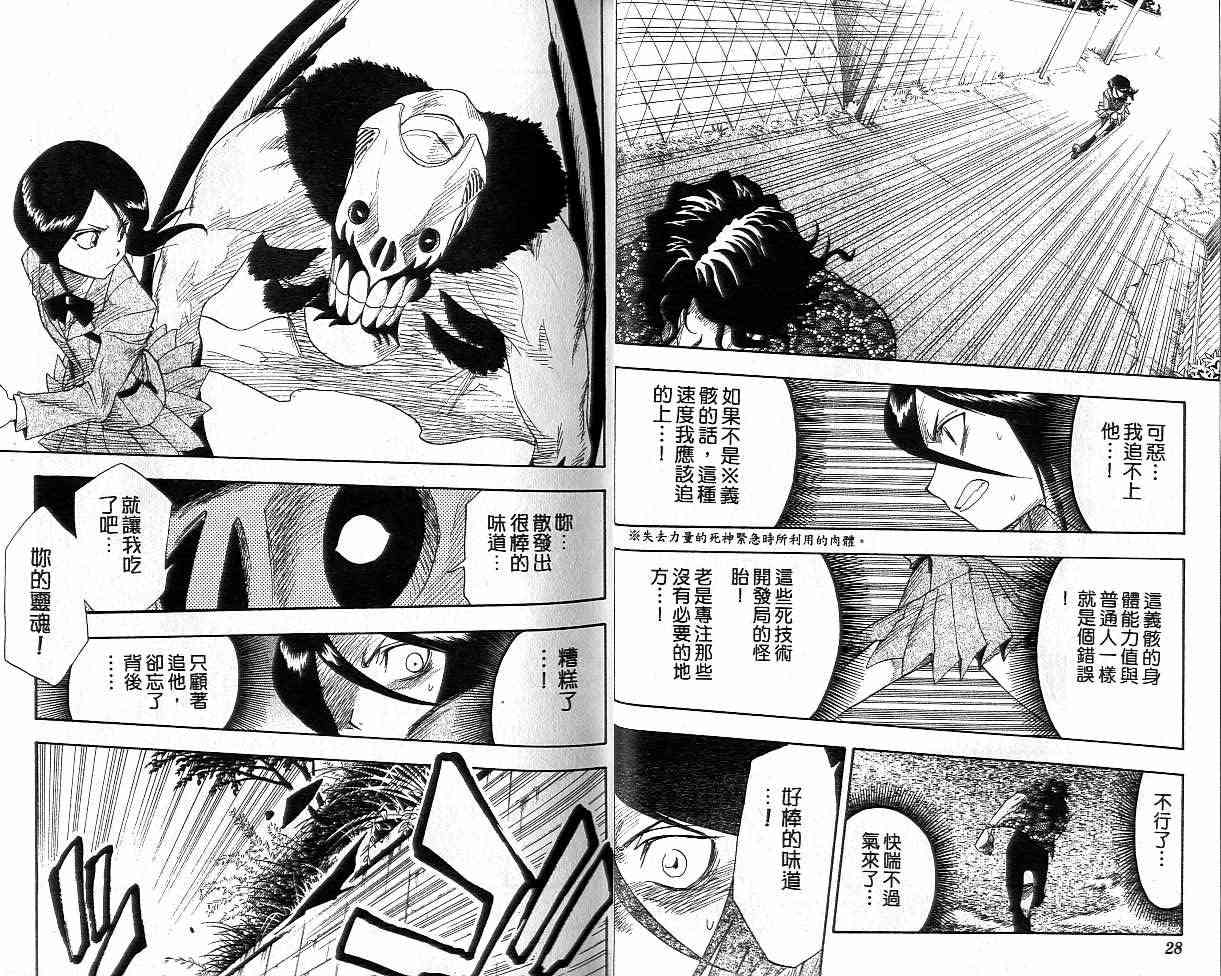 可惡…
我追不上
他…！
如果不是※義
骸的話，這種
速度我應該追
的上…！
※失去力量的死神緊急時所利用的肉體。
這義骸的身
體能力值與
普通人一樣
就是個錯誤
！
這些死技術
開發局的怪
胎！
老是專注那些
沒有必要的地
方…！
不行了…
快喘不過
氣來了…
好棒的味道
…！
28
妳…
散發出
很棒的
味道…
就讓我吃
了吧…
妳的靈魂！
糟糕了
…！
只顧著
追他，
卻忘了
背後
……